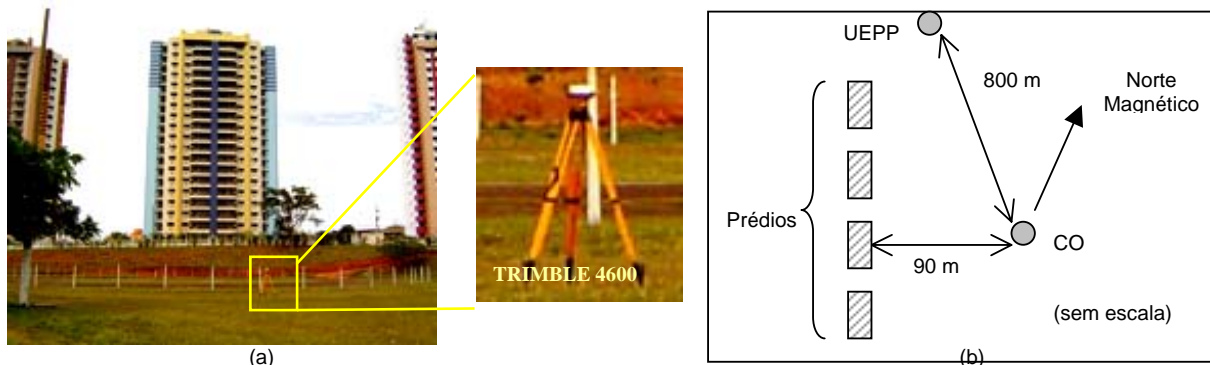 TRIMBLE 4600
(a)
UEPP
800 m
Norte
Magnético
Prédios
CO
90 m
(sem escala)
(b)